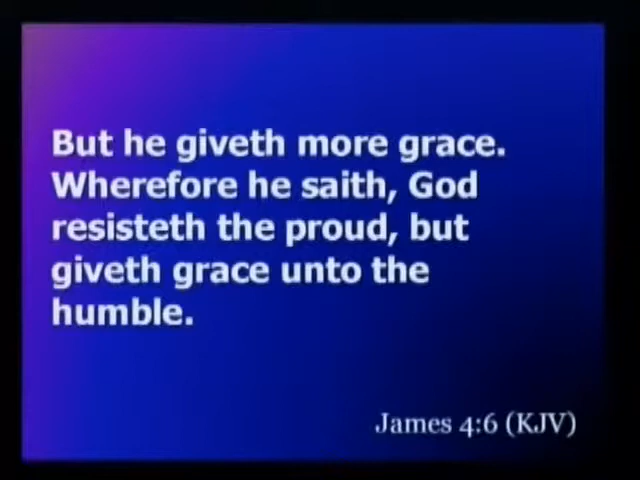 But he giveth more grace.
Wherefore he saith, God
resisteth the proud, but
giveth grace unto the
humble.
James 4:6 (KJV)